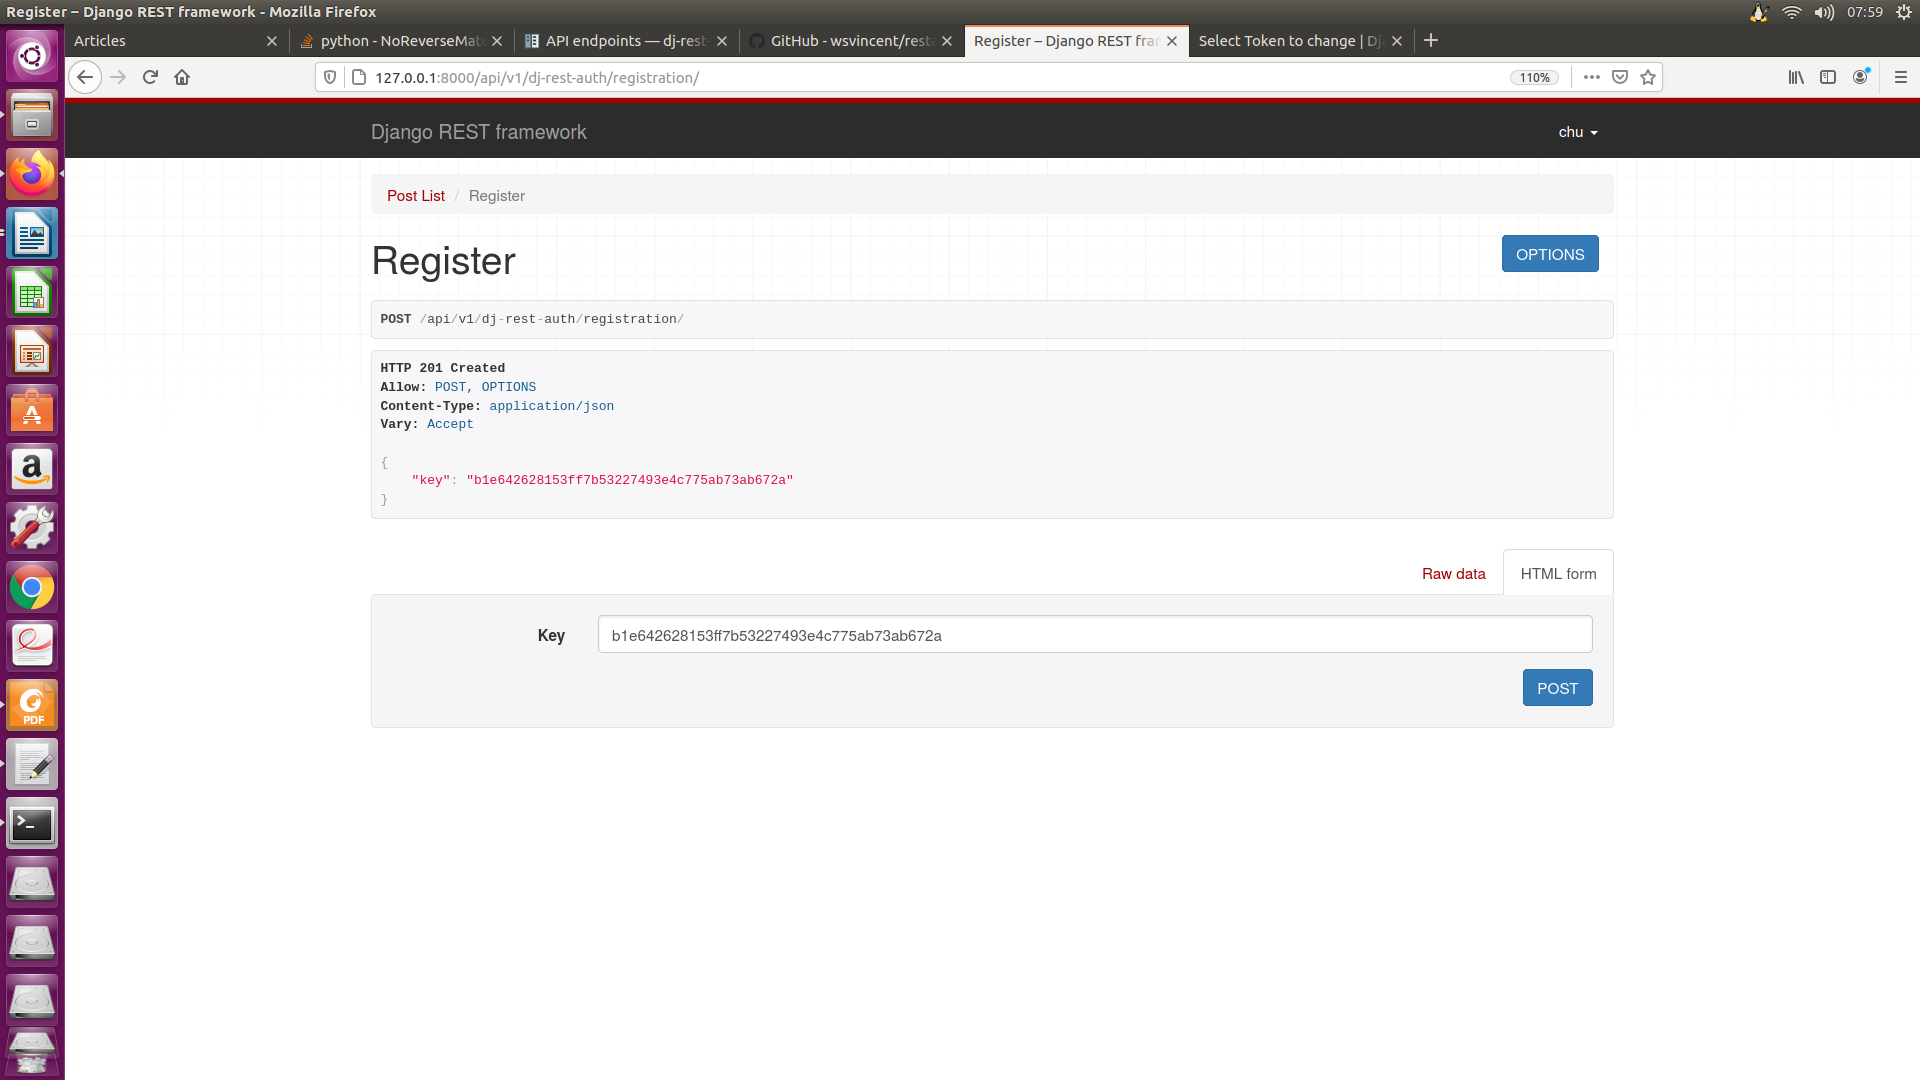 Register – Django REST framework - Mozilla Firefox
07:59
Articles
python - NoReverseMat
API endpoints — dj-rest-
GitHub - wsvincent/resta
Register – Django REST fra
Select Token to change | Dj
127.0.0.1:8000/api/v1/dj-rest-auth/registration/
110%
Django REST framework
chu
Post List / Register
Register
OPTIONS
POST /api/v1/dj-rest-auth/registration/
HTTP 201 Created
Allow: POST, OPTIONS
Content-Type: application/json
Vary: Accept
{
"key": "b1e642628153ff7b53227493e4c775ab73ab672a"
}
Raw data
HTML form
Key
b1e642628153ff7b53227493e4c775ab73ab672a
POST
PDF